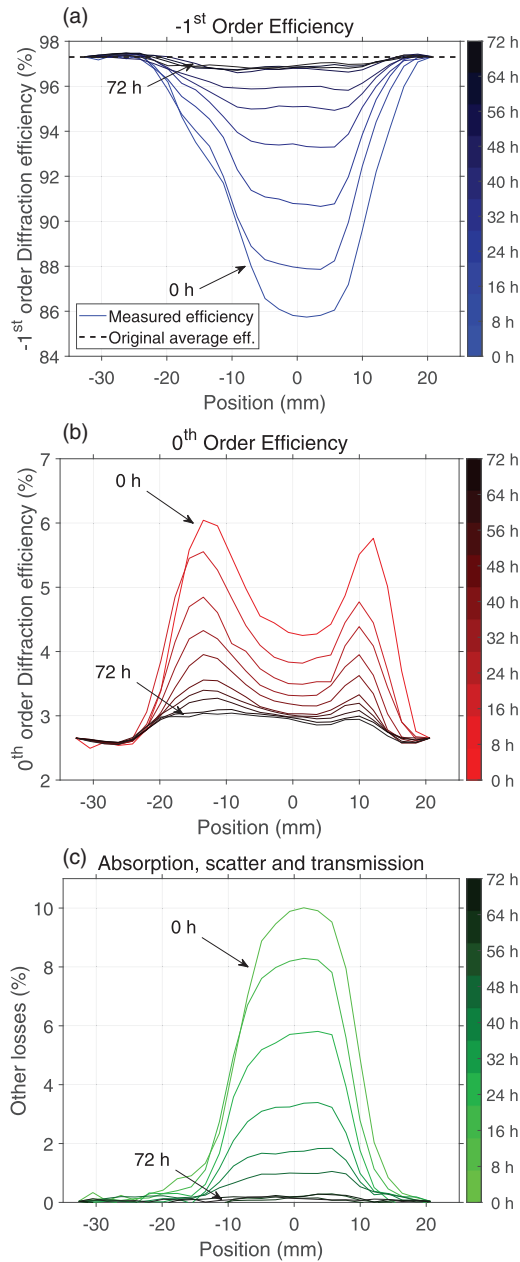 (a)
-1st Order Efficiency
-1st order Diffraction efficiency (%)
98
96
94
92
90
88
86
84
72 h
0 h
Measured efficiency
Original average eff.
-30 -20 -10 0 10 20
Position (mm)
72 h
64 h
56 h
48 h
40 h
32 h
24 h
16 h
8 h
0 h
(b)
0th Order Efficiency
0th order Diffraction efficiency (%)
7
6
5
4
3
2
0 h
72 h
-30 -20 -10 0 10 20
Position (mm)
72 h
64 h
56 h
48 h
40 h
32 h
24 h
16 h
8 h
0 h
(c)
Absorption, scatter and transmission
Other losses (%)
10
8
6
4
2
0
0 h
72 h
-30 -20 -10 0 10 20
Position (mm)
72 h
64 h
56 h
48 h
40 h
32 h
24 h
16 h
8 h
0 h